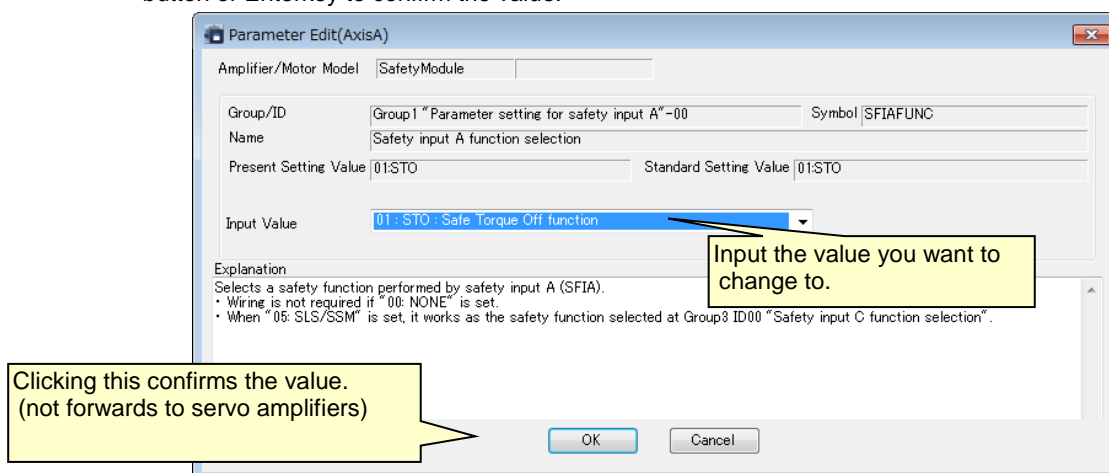 button or Enterkey to confirm the value.
Parameter Edit(AxisA)
Amplifier/Motor Model SafetyModule
Group/ID Group1 "Parameter setting for safety input A"-00 Symbol SFIAFUNC
Name Safety input A function selection
Present Setting Value 01:STO Standard Setting Value 01:STO
Input Value 01 : STO : Safe Torque Off function
Input the value you want to
change to.
Explanation
Selects a safety function performed by safety input A (SFIA).
・ Wiring is not required if "00: NONE" is set.
・ When "05: SLS/SSM" is set, it works as the safety function selected at Group3 ID00 "Safety input C function selection".
Clicking this confirms the value.
(not forwards to servo amplifiers)
OK Cancel